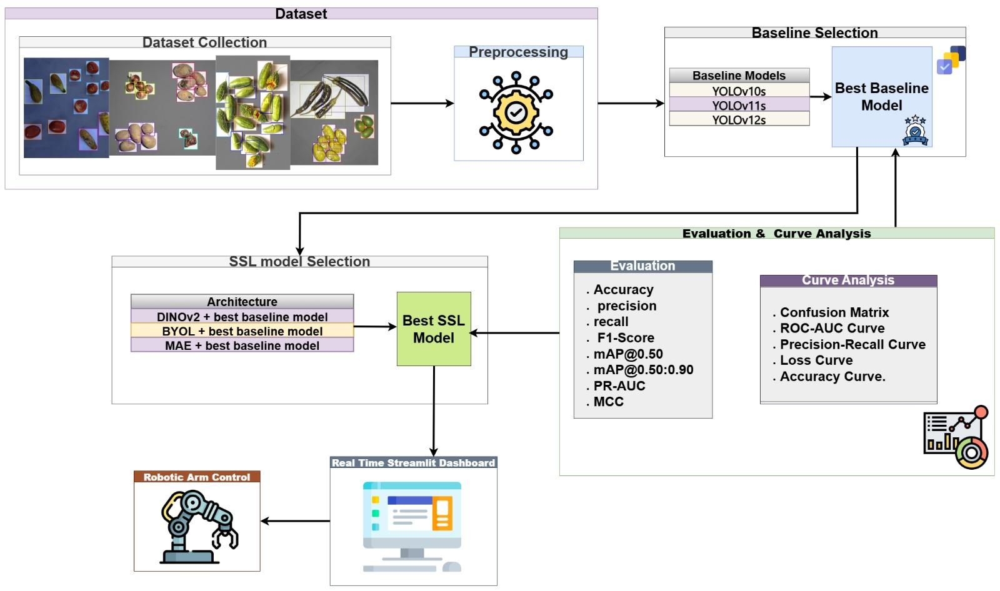 Dataset
Dataset Collection
Preprocessing
Baseline Selection
Baseline Models
YOLOv10s
YOLOv11s
YOLOv12s
Best Baseline
Model
SSL model Selection
Architecture
DINOv2 + best baseline model
BYOL + best baseline model
MAE + best baseline model
Best SSL
Model
Evaluation & Curve Analysis
Evaluation
. Accuracy
. precision
. recall
. F1-Score
. mAP@0.50
. mAP@0.50:0.90
. PR-AUC
. MCC
Curve Analysis
. Confusion Matrix
. ROC-AUC Curve
. Precision-Recall Curve
. Loss Curve
. Accuracy Curve.
Real Time Streamlit Dashboard
Robotic Arm Control